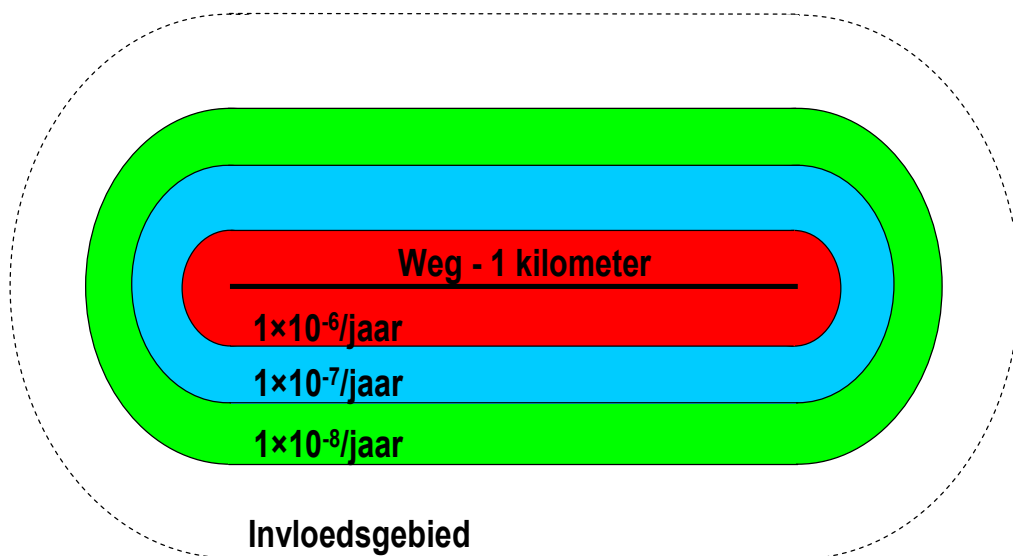 Weg - 1 kilometer
1×10⁻⁶/jaar
1×10⁻⁷/jaar
1×10⁻⁸/jaar
Invloedsgebied